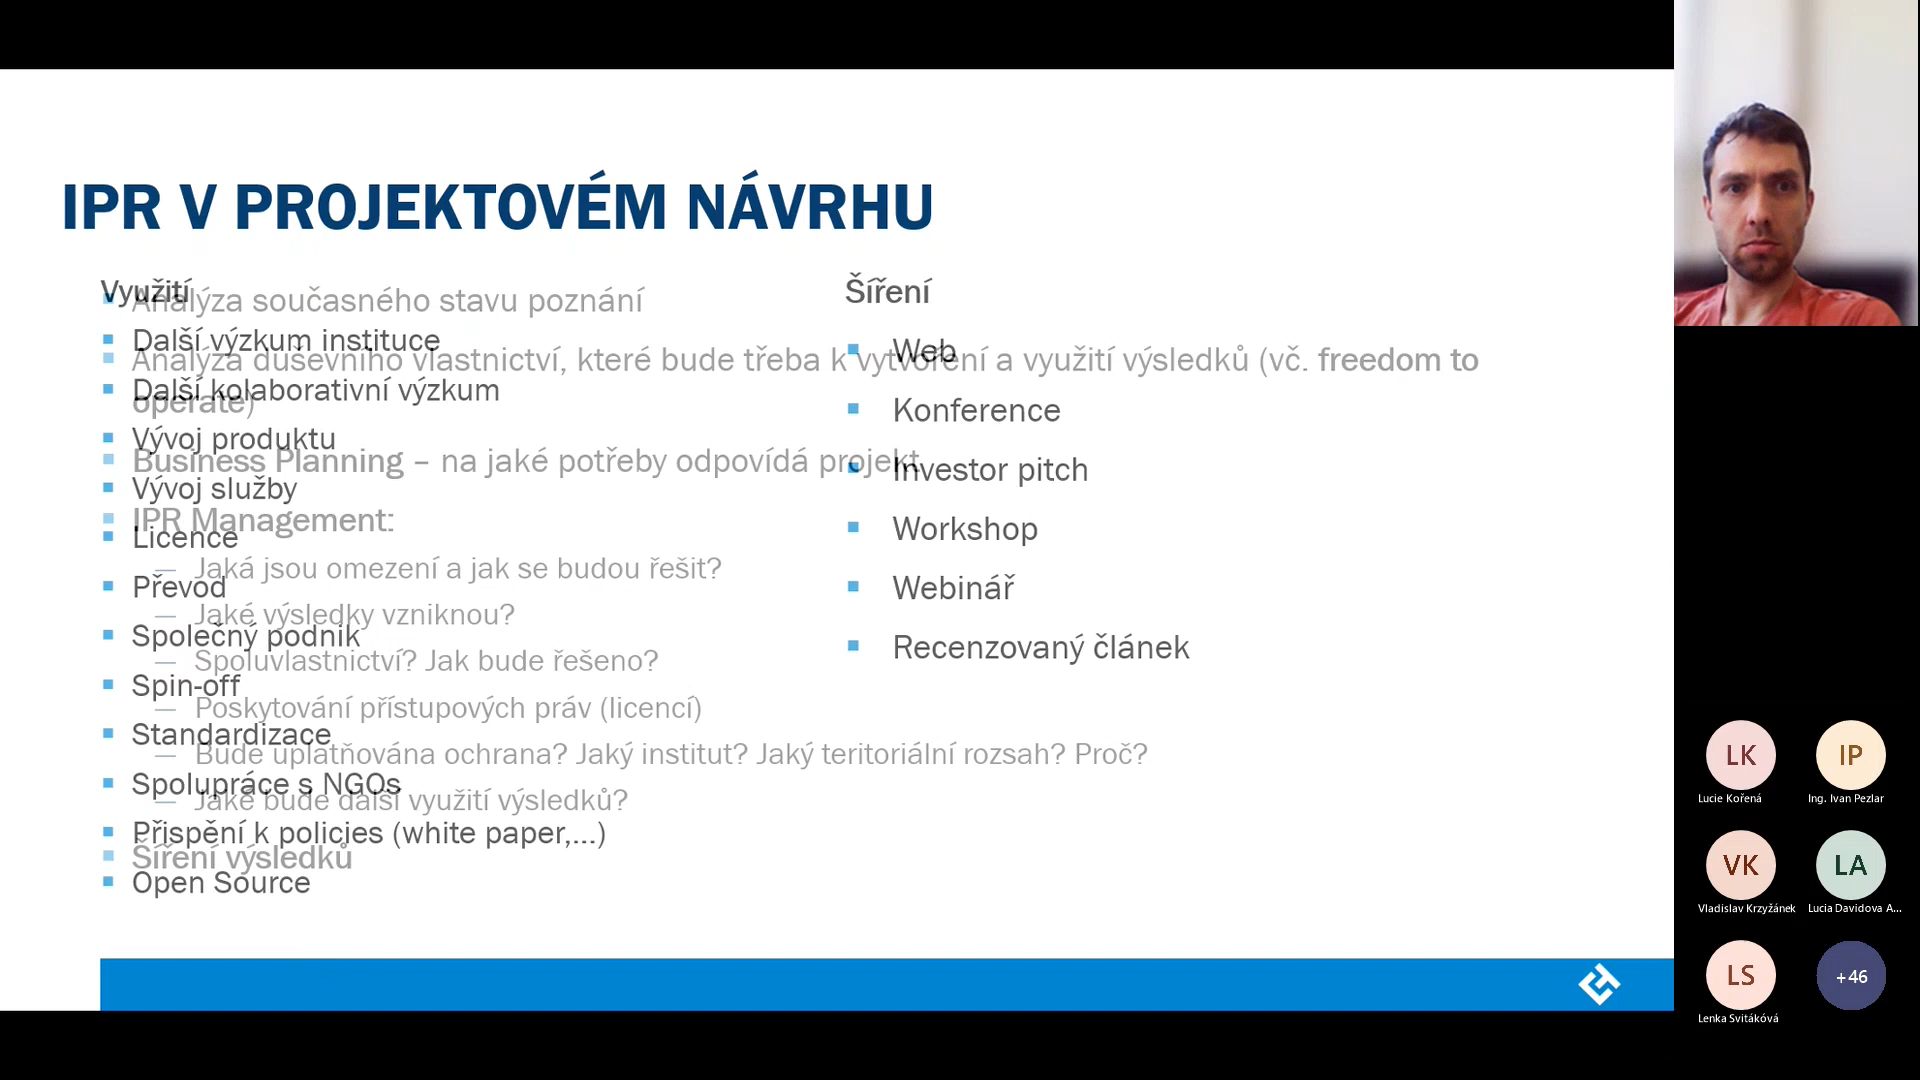 IPR V PROJEKTOVÉM NÁVRHU
Využití
Další výzkum instituce
Další kolaborativní výzkum
Vývoj produktu
Vývoj služby
Licence
Převod
Společný podnik
Spin-off
Standardizace
Spolupráce s NGOs
Přispění k policies (white paper,...)
Open Source
Šíření
Web
Konference
Investor pitch
Workshop
Webinář
Recenzovaný článek
Analýza současného stavu poznání
Analýza duševního vlastnictví, které bude třeba k vytvoření a využití výsledků (vč. freedom to
operate)
Business Planning – na jaké potřeby odpovídá projekt
IPR Management:
— Jaká jsou omezení a jak se budou řešit?
— Jaké výsledky vzniknou?
— Spoluvlastnictví? Jak bude řešeno?
— Poskytování přístupových práv (licencí)
— Bude uplatňována ochrana? Jaký institut? Jaký teritoriální rozsah? Proč?
— Jaké bude další využití výsledků?
Šíření výsledků
LK
Lucie Kořená
IP
Ing. Ivan Pezlar
VK
Vladislav Krzyžánek
LA
Lucia Davidova A...
LS
Lenka Svitáková
+46